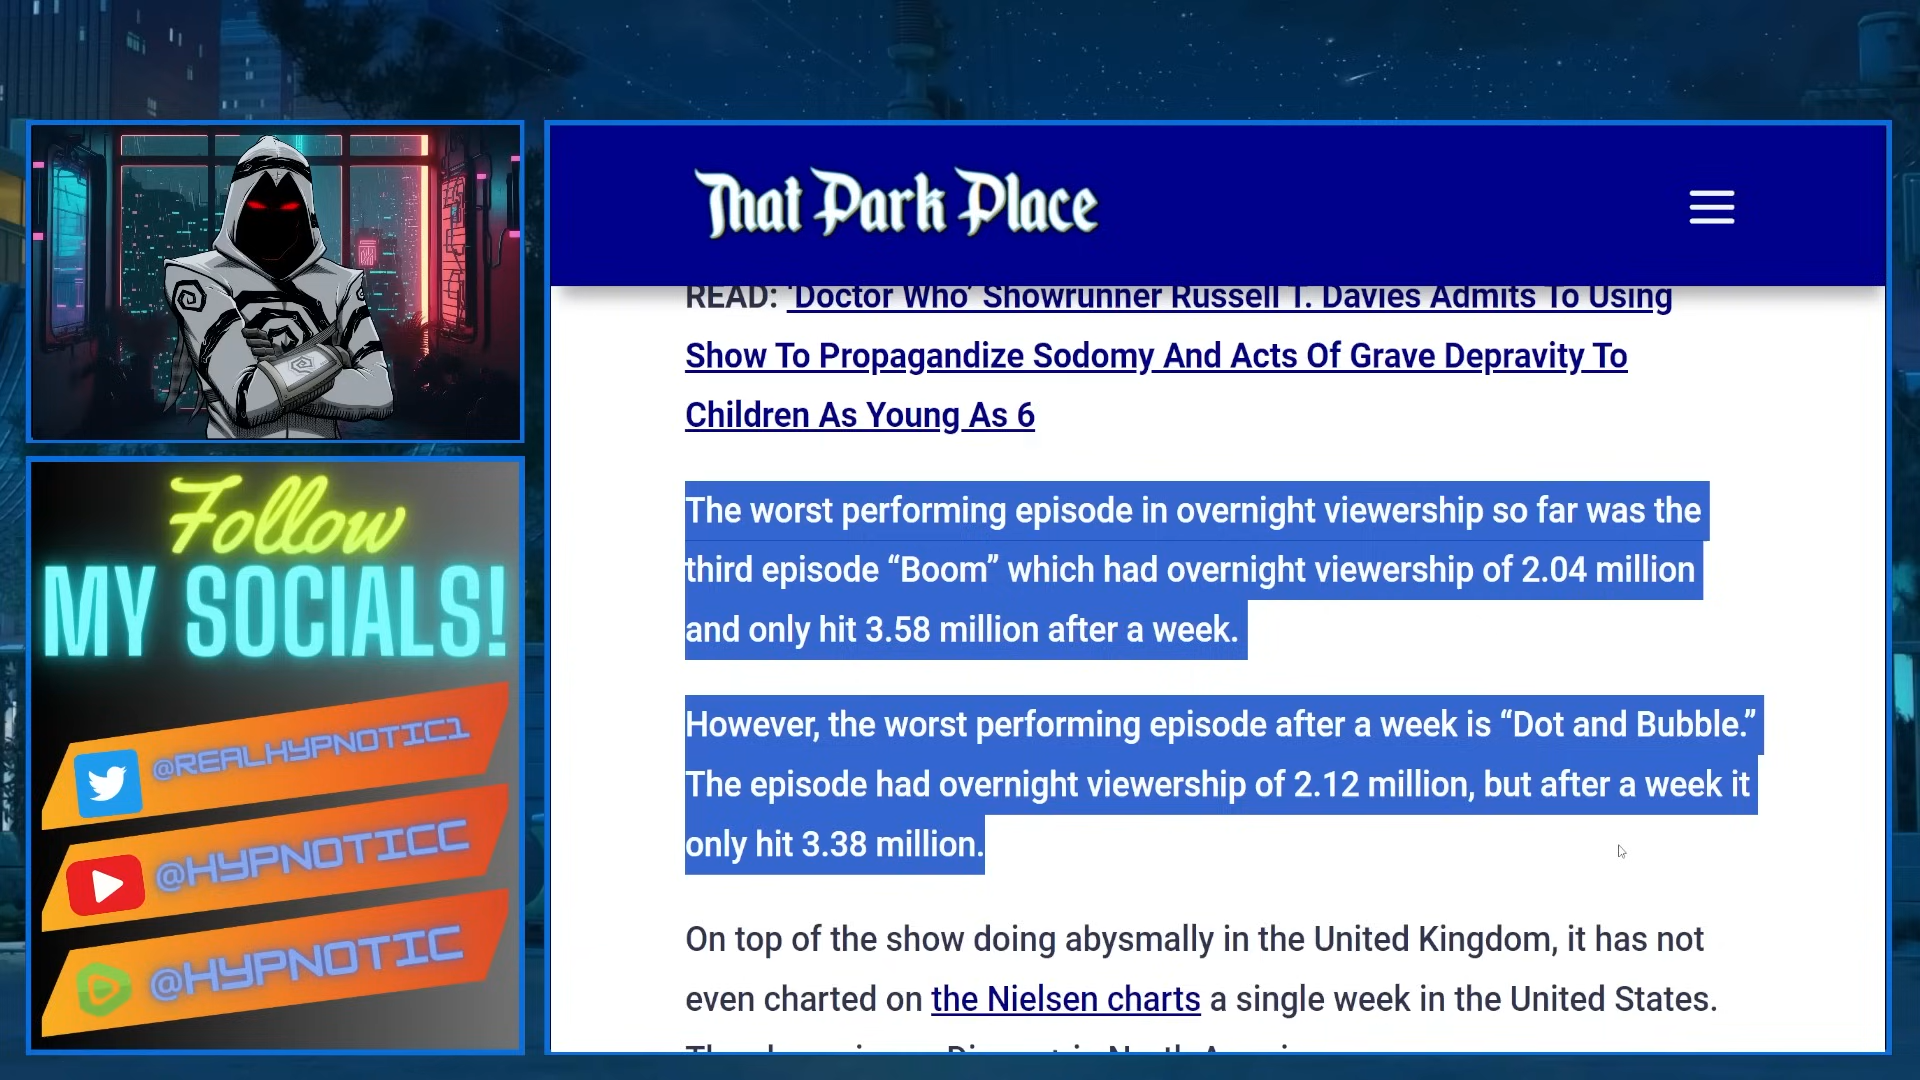 That Park Place
READ: ‘Doctor Who’ Showrunner Russell T. Davies Admits To Using
Show To Propagandize Sodomy And Acts Of Grave Depravity To
Children As Young As 6
The worst performing episode in overnight viewership so far was the
third episode “Boom” which had overnight viewership of 2.04 million
and only hit 3.58 million after a week.
However, the worst performing episode after a week is “Dot and Bubble.”
The episode had overnight viewership of 2.12 million, but after a week it
only hit 3.38 million.
On top of the show doing abysmally in the United Kingdom, it has not
even charted on the Nielsen charts a single week in the United States.
Follow
MY SOCIALS!
@REALHYPNOTIC1
@HYPNOTICC
@HYPNOTIC